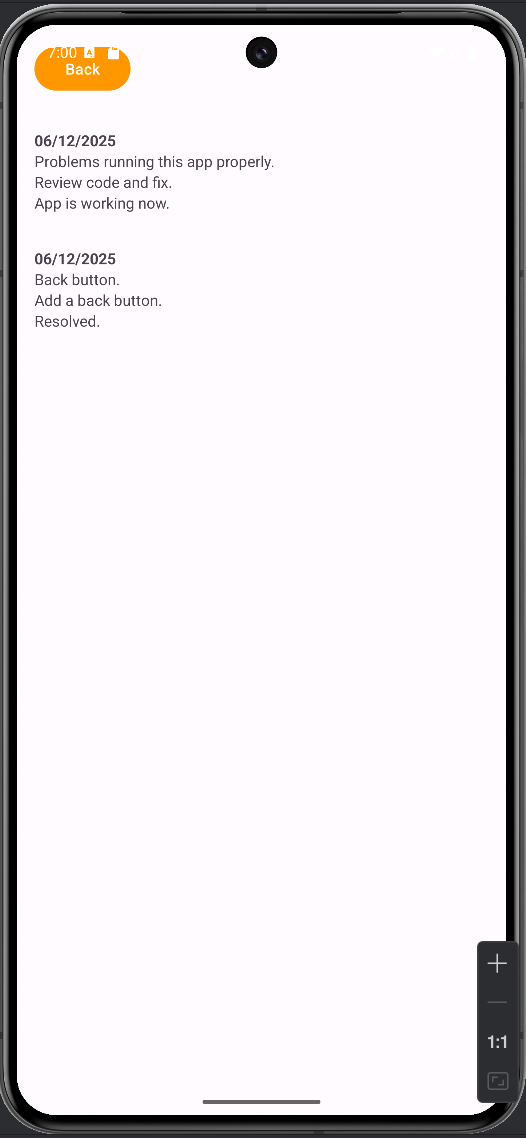 7:00
Back
06/12/2025
Problems running this app properly.
Review code and fix.
App is working now.
06/12/2025
Back button.
Add a back button.
Resolved.
1:1